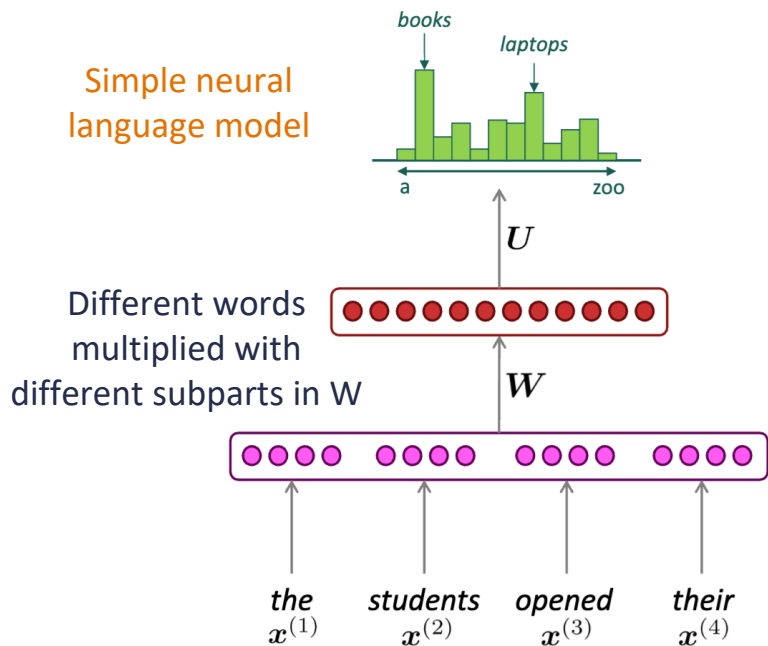 books
laptops
Simple neural
language model
a
zoo
U
Different words
multiplied with
different subparts in W
W
the students opened their
x^{(1)} x^{(2)} x^{(3)} x^{(4)}